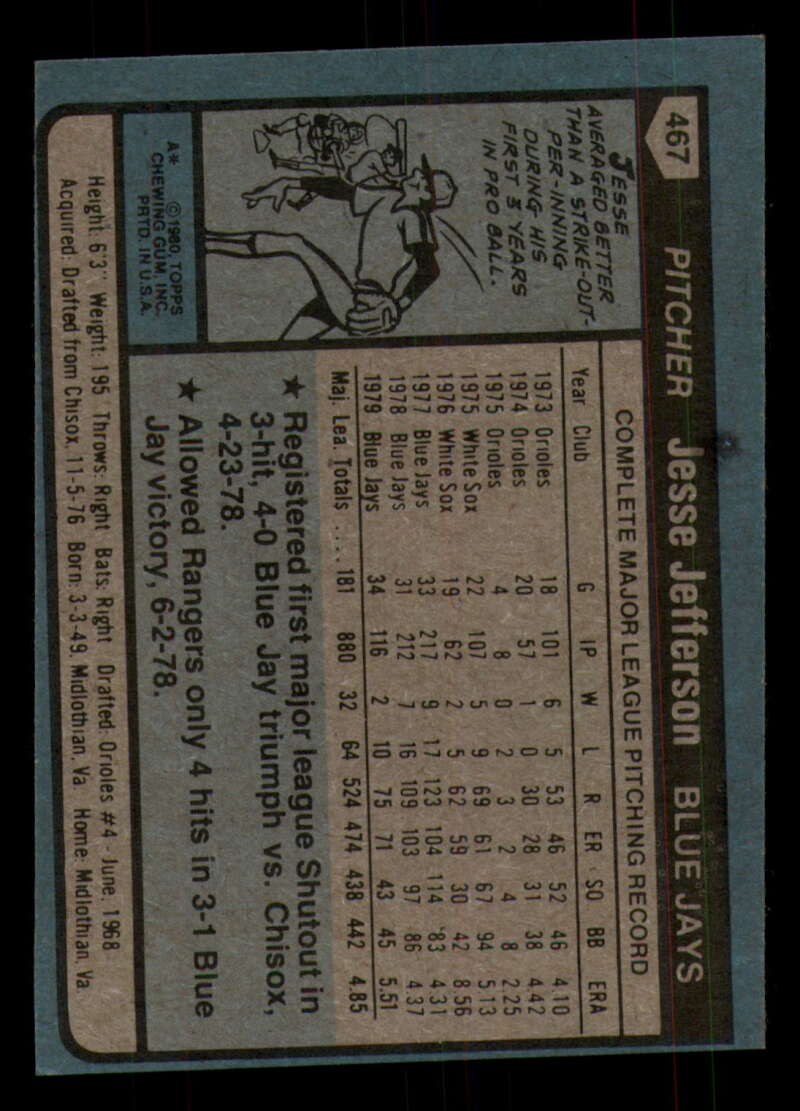 467 PITCHER Jesse Jefferson BLUE JAYS
JESSE
AVERAGED BETTER
THAN A STRIKE-OUT-
PER-INNING
DURING HIS
FIRST 3 YEARS
IN PRO BALL.
A* © 1980, TOPPS
CHEWING GUM, INC.
PRTD. IN U.S.A.
COMPLETE MAJOR LEAGUE PITCHING RECORD
Year Club G IP W L R ER SO BB ERA
1973 Orioles 18 101 6 5 53 46 52 46 4.10
1974 Orioles 20 57 1 0 30 28 31 38 4.42
1975 Orioles 4 8 0 2 3 2 4 8 2.25
1975 White Sox 22 107 5 9 69 61 67 94 5.13
1976 White Sox 19 62 2 5 62 59 30 42 8.56
1977 Blue Jays 33 217 9 17 123 104 114 83 4.31
1978 Blue Jays 31 212 7 16 109 103 97 86 4.37
1979 Blue Jays 34 116 2 10 75 71 43 45 5.51
Maj. Lea. Totals .... 181 880 32 64 524 474 438 442 4.85
★ Registered first major league Shutout in
3-hit, 4-0 Blue Jay triumph vs. Chisox,
4-23-78.
★ Allowed Rangers only 4 hits in 3-1 Blue
Jay victory, 6-2-78.
Height: 6'3" Weight: 195 Throws: Right Bats: Right Drafted: Orioles #4 - June, 1968
Acquired: Drafted from Chisox, 11-5-76 Born: 3-3-49, Midlothian, Va. Home: Midlothian, Va.